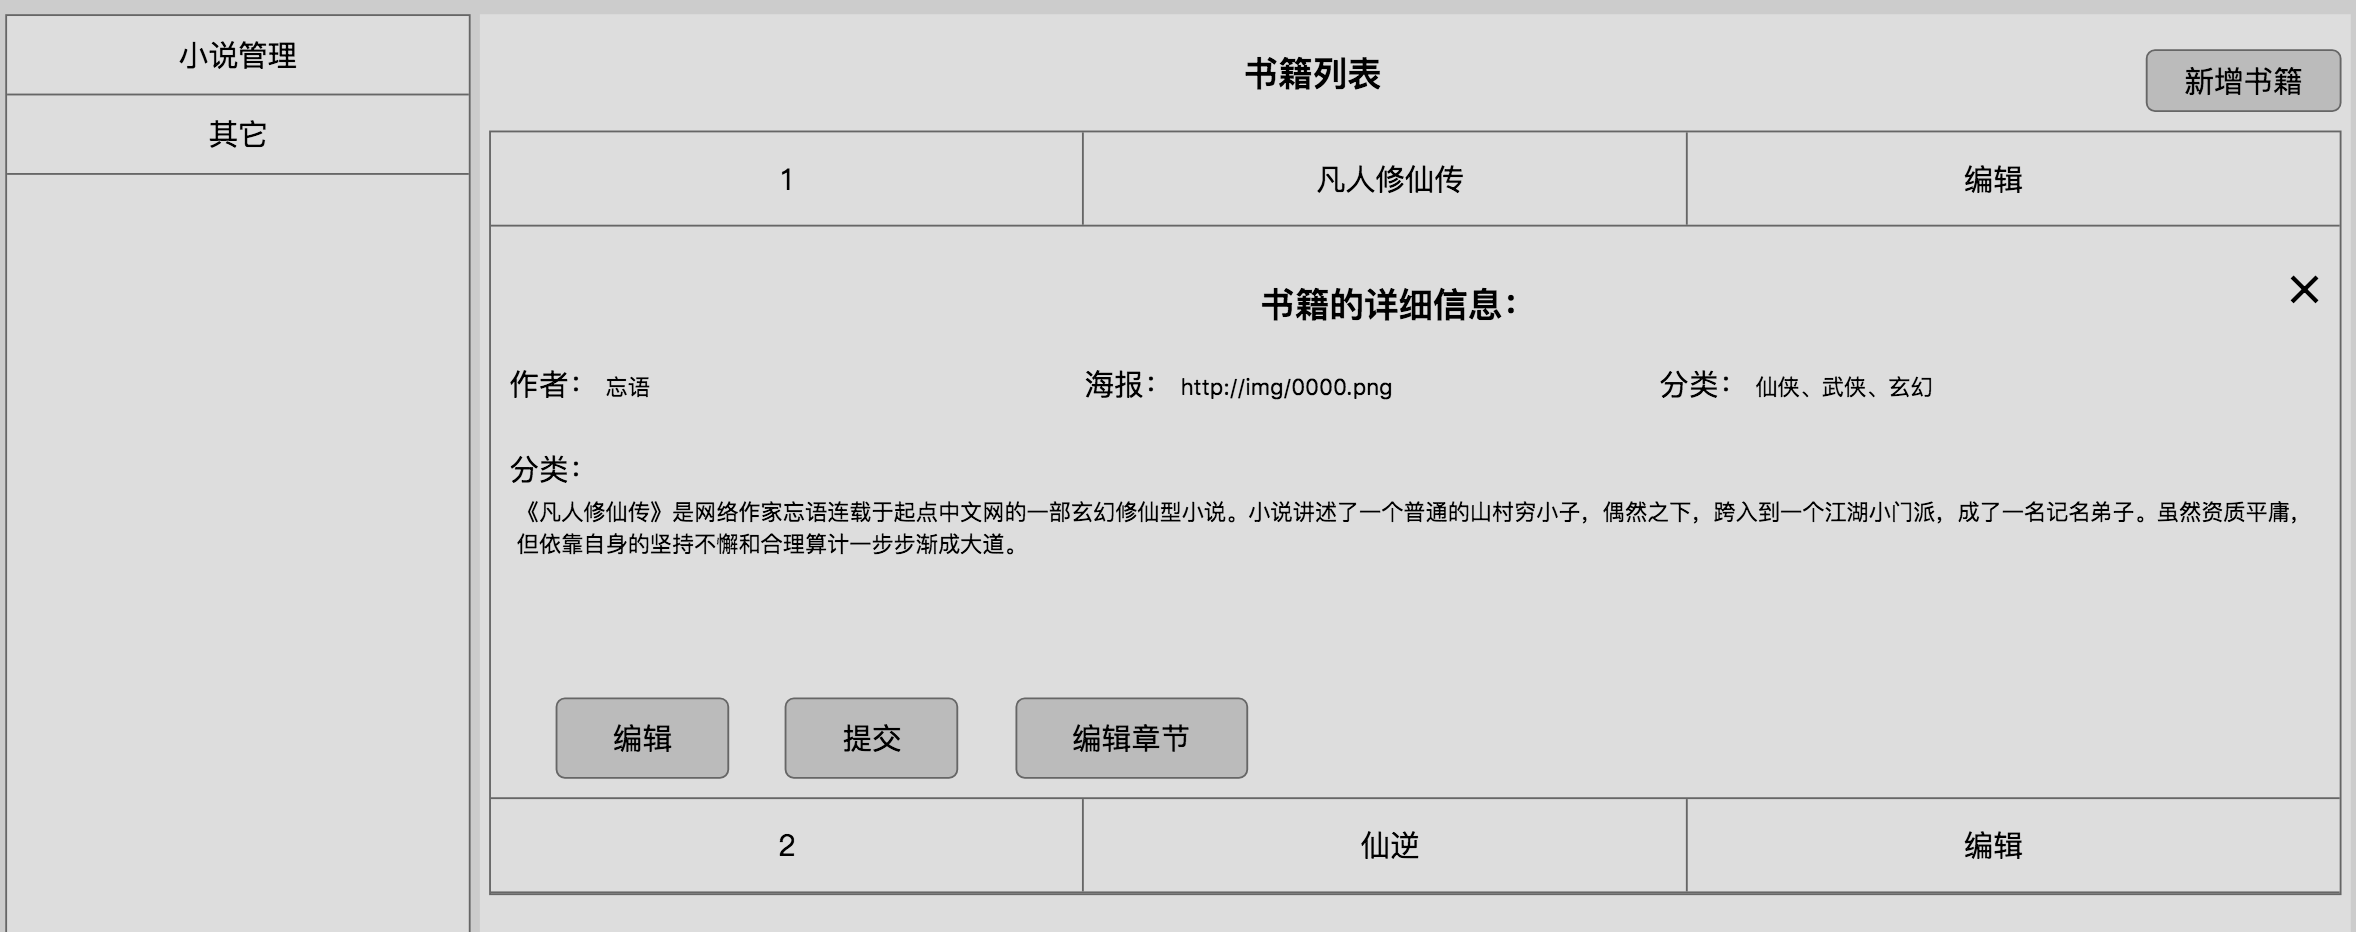 小说管理
其它
书籍列表
新增书籍
1 凡人修仙传 编辑
书籍的详细信息：
×
作者： 忘语 海报： http://img/0000.png 分类： 仙侠、武侠、玄幻
分类：
《凡人修仙传》是网络作家忘语连载于起点中文网的一部玄幻修仙型小说。小说讲述了一个普通的山村穷小子，偶然之下，跨入到一个江湖小门派，成了一名记名弟子。虽然资质平庸，
但依靠自身的坚持不懈和合理算计一步步渐成大道。
编辑 提交 编辑章节
2 仙逆 编辑